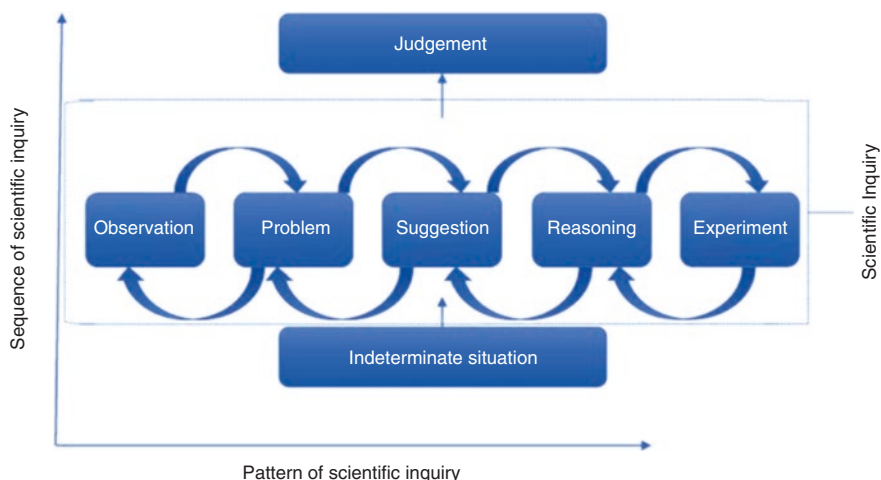 Judgement
Sequence of scientific inquiry
Observation
Problem
Suggestion
Reasoning
Experiment
Scientific Inquiry
Indeterminate situation
Pattern of scientific inquiry